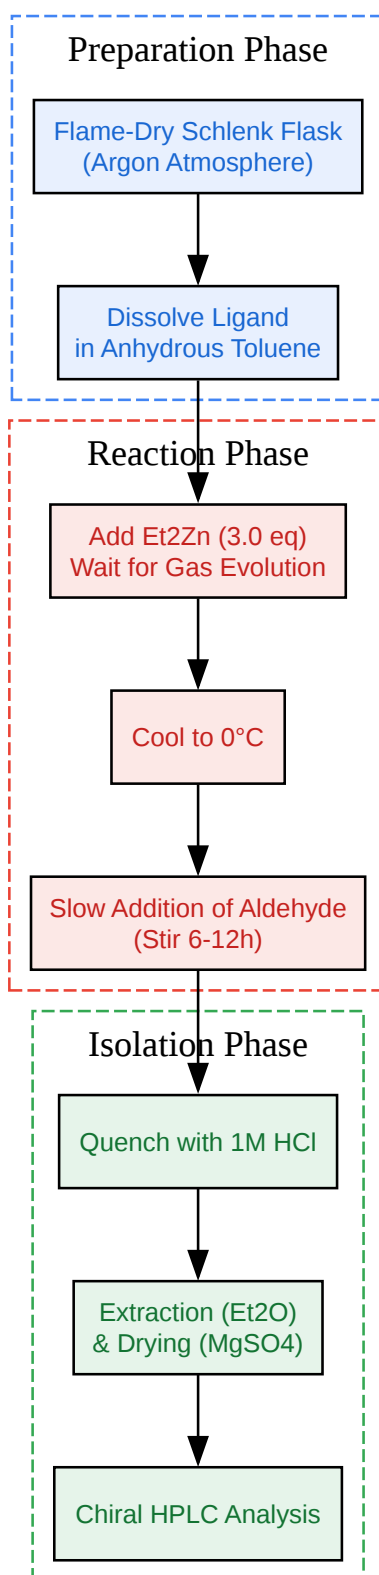 Preparation Phase
Flame-Dry Schlenk Flask
(Argon Atmosphere)
Dissolve Ligand
in Anhydrous Toluene
Reaction Phase
Add Et2Zn (3.0 eq)
Wait for Gas Evolution
Cool to 0°C
Slow Addition of Aldehyde
(Stir 6-12h)
Isolation Phase
Quench with 1M HCl
Extraction (Et2O)
& Drying (MgSO4)
Chiral HPLC Analysis